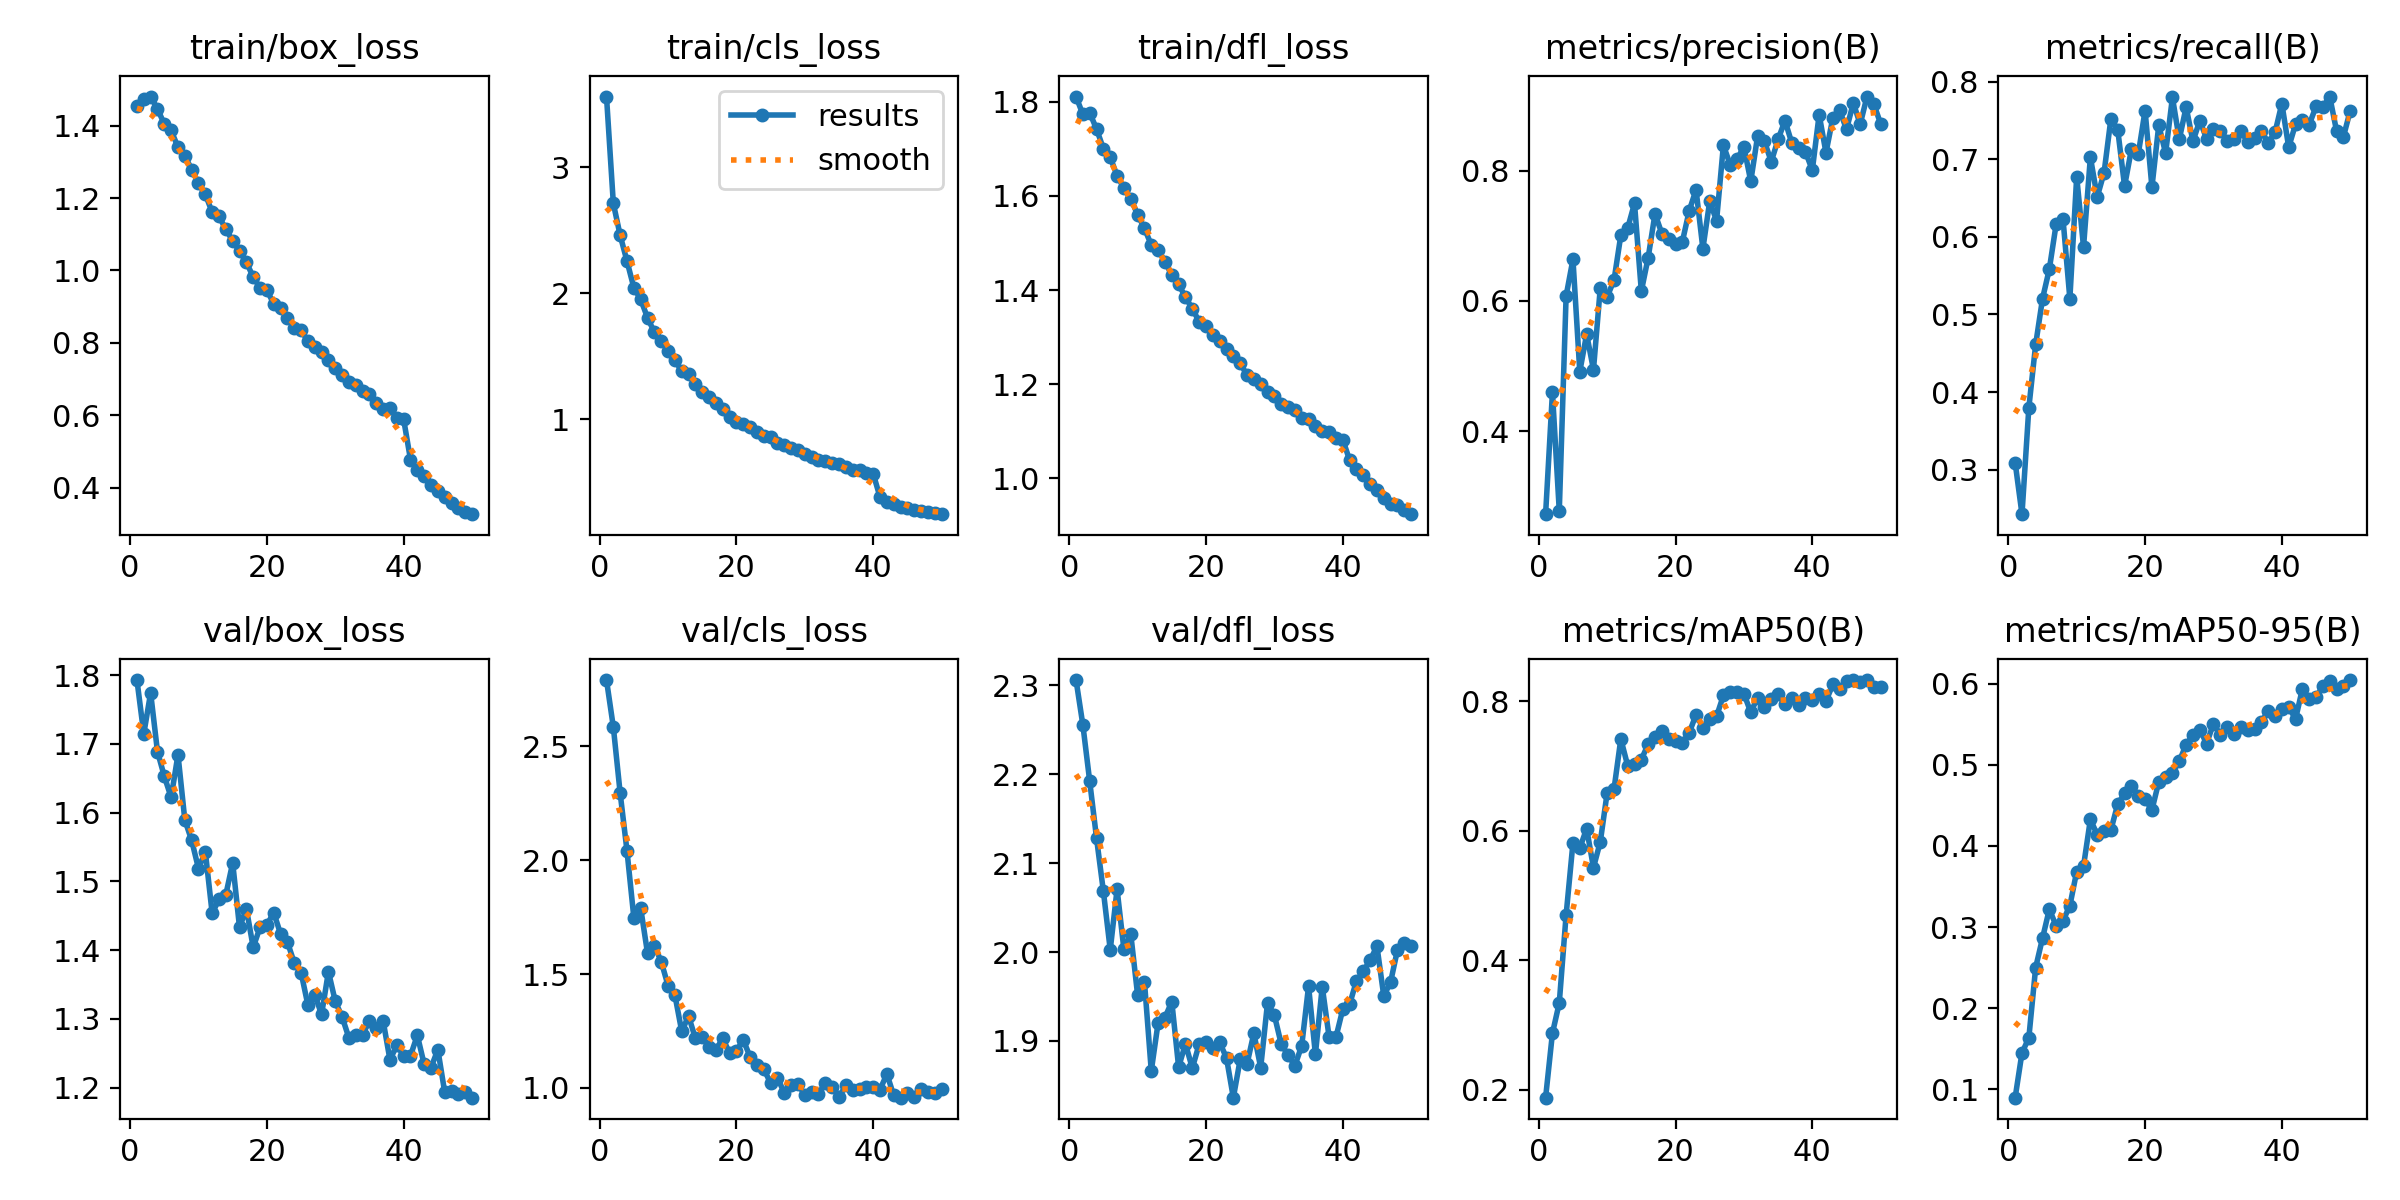 train/box_loss
1.4
1.2
1.0
0.8
0.6
0.4
0 20 40
train/cls_loss
results
smooth
3
2
1
0 20 40
train/dfl_loss
1.8
1.6
1.4
1.2
1.0
0 20 40
metrics/precision(B)
0.8
0.6
0.4
0 20 40
metrics/recall(B)
0.8
0.7
0.6
0.5
0.4
0.3
0 20 40
val/box_loss
1.8
1.7
1.6
1.5
1.4
1.3
1.2
0 20 40
val/cls_loss
2.5
2.0
1.5
1.0
0 20 40
val/dfl_loss
2.3
2.2
2.1
2.0
1.9
0 20 40
metrics/mAP50(B)
0.8
0.6
0.4
0.2
0 20 40
metrics/mAP50-95(B)
0.6
0.5
0.4
0.3
0.2
0.1
0 20 40